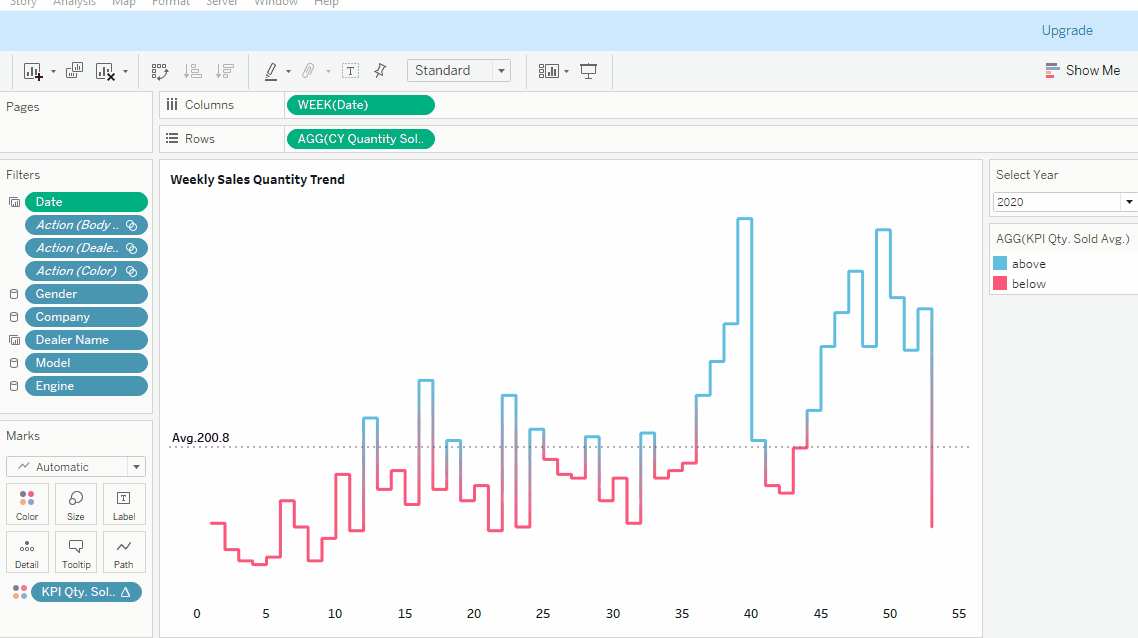 Story Analysis Map Format Server Window Help
Upgrade
Standard
Show Me
Pages
Columns
WEEK(Date)
Rows
AGG(CY Quantity Sol..
Filters
Date
Action (Body ..
Action (Deale..
Action (Color)
Gender
Company
Dealer Name
Model
Engine
Marks
Automatic
Color
Size
Label
Detail
Tooltip
Path
KPI Qty. Sol.. Δ
Weekly Sales Quantity Trend
Avg.200.8
0 5 10 15 20 25 30 35 40 45 50 55
Select Year
2020
AGG(KPI Qty. Sold Avg.)
above
below